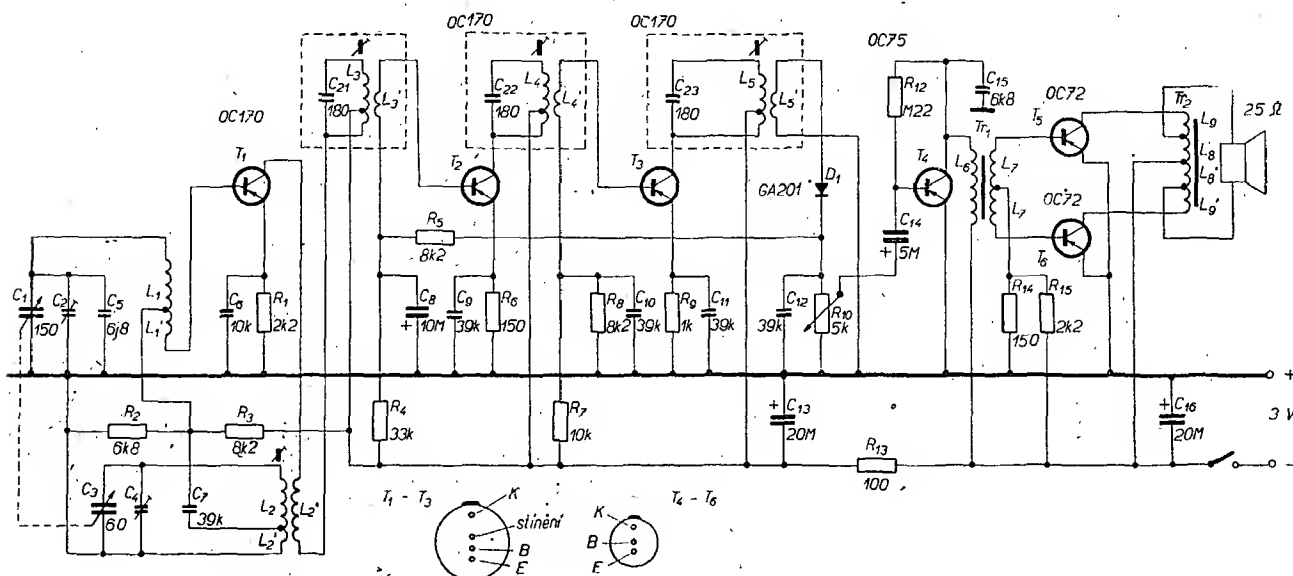 OC170
OC170
OC170
OC75
OC72
OC72
25 Ω
C21
180
L3
L3'
C22
180
L4
L4'
C23
180
L5
L5'
R12
M22
C15
6k8
T1
T2
T3
T4
Tr1
L6
L7
L7
T5
T6
Tr2
L9
L8
L8'
L9'
D1
GA201
R5
8k2
C14
+ 5M
C1
150
C2
C5
6j8
L1
L1'
C6
10k
R1
2k2
C8
+ 10M
C9
39k
R6
150
R8
8k2
C10
39k
R9
1k
C11
39k
C12
39k
R10
5k
R14
150
R15
2k2
R2
6k8
R3
8k2
R4
33k
R7
10k
+ C13
20M
R13
100
+ C16
20M
+
3 V
-
C3
60
C4
C7
39k
L2
L2'
L2'
T1 - T3
K
stínění
B
E
T4 - T6
K
B
E